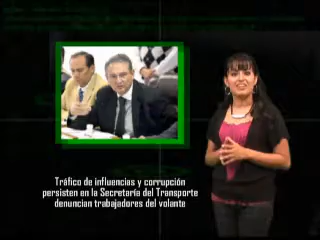 Tráfico de influencias y corrupción
persisten en la Secretaría del Transporte
denuncian trabajadores del volante